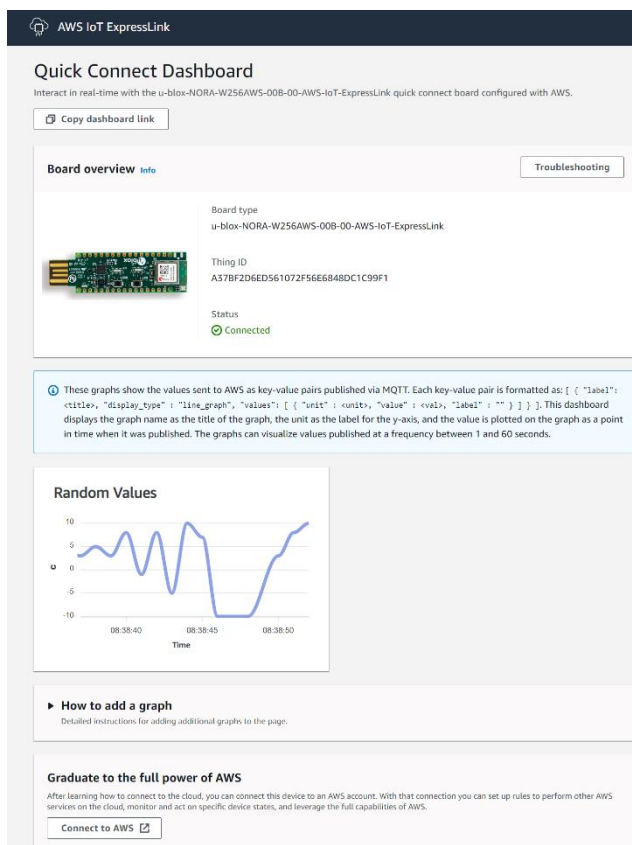 AWS IoT ExpressLink
Quick Connect Dashboard
Interact in real-time with the u-blox-NORA-W256AWS-00B-00-AWS-IoT-ExpressLink quick connect board configured with AWS.
Copy dashboard link
Board overview Info
Troubleshooting
Board type
u-blox-NORA-W256AWS-00B-00-AWS-IoT-ExpressLink
Thing ID
A37BF2D6ED561072F56E6848DC1C99F1
Status
Connected
These graphs show the values sent to AWS as key-value pairs published via MQTT. Each key-value pair is formatted as: [ { "label":
<title>, "display_type" : "line_graph", "values": [ { "unit" : <unit>, "value" : <val>, "label" : "" } ] } ]. This dashboard
displays the graph name as the title of the graph, the unit as the label for the y-axis, and the value is plotted on the graph as a point
in time when it was published. The graphs can visualize values published at a frequency between 1 and 60 seconds.
Random Values
10
5
0
-5
-10
C
08:38:40 08:38:45 08:38:50
Time
How to add a graph
Detailed instructions for adding additional graphs to the page.
Graduate to the full power of AWS
After learning how to connect to the cloud, you can connect this device to an AWS account. With that connection you can set up rules to perform other AWS
services on the cloud, monitor and act on specific device states, and leverage the full capabilities of AWS.
Connect to AWS